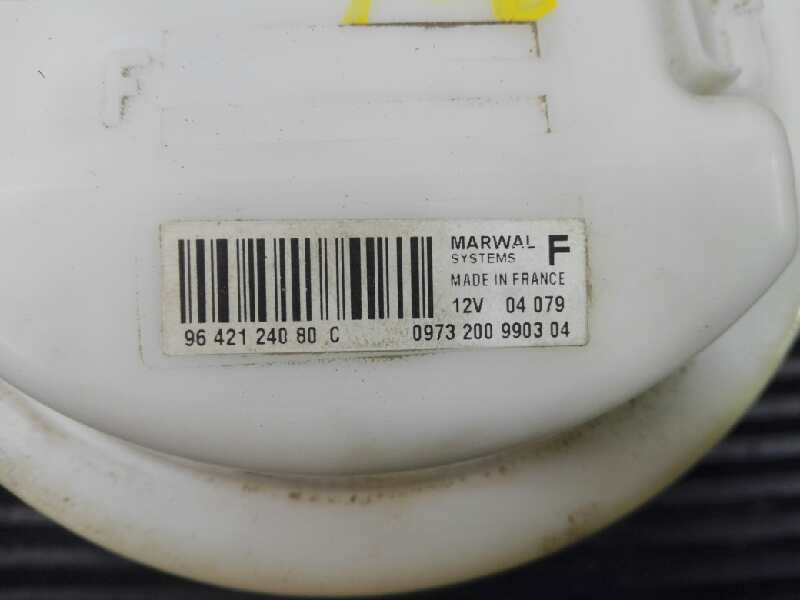 F
MARWAL F
SYSTEMS
MADE IN FRANCE
12V 04 079
96 421 240 80 C 0973 200 9903 04